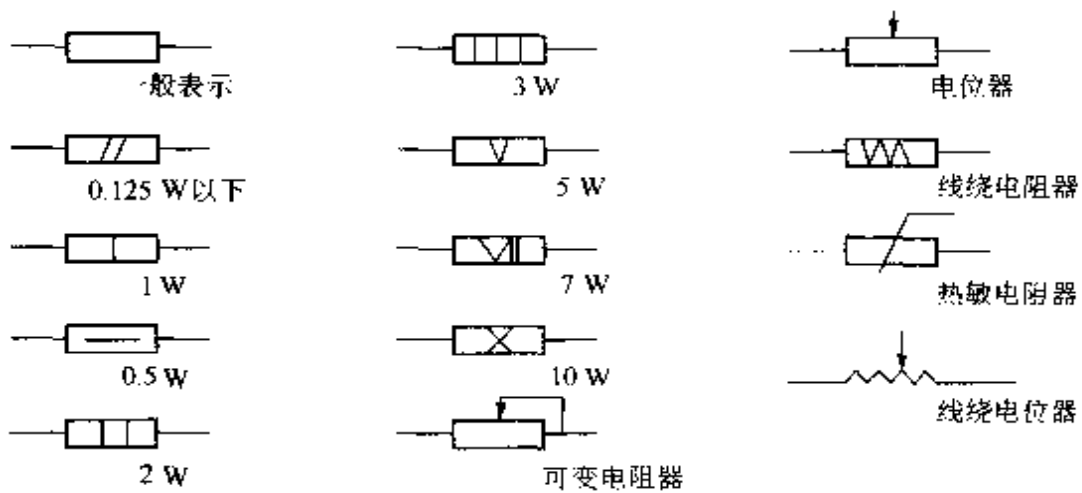 一般表示
3 W
电位器
0.125 W以下
5 W
线绕电阻器
1 W
7 W
热敏电阻器
0.5 W
10 W
线绕电位器
2 W
可变电阻器